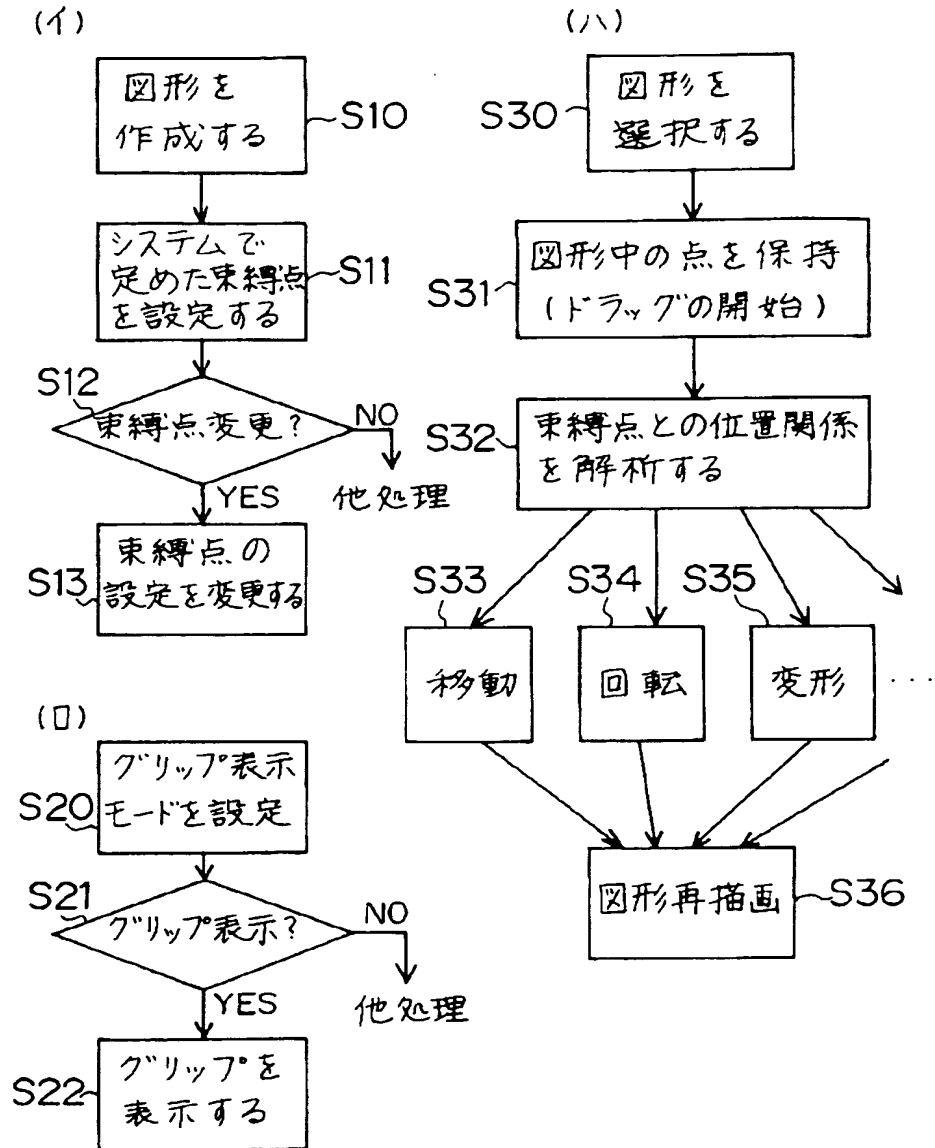 (イ)
図形を
作成する
S10
システムで
定めた束縛点
を設定する
S11
S12
束縛点変更?
NO
他処理
YES
束縛点の
設定を変更する
S13
(ロ)
グリップ表示
モードを設定
S20
S21
グリップ表示?
NO
他処理
YES
グリップを
表示する
S22
(ハ)
図形を
選択する
S30
図形中の点を保持
(ドラッグの開始)
S31
束縛点との位置関係
を解析する
S32
S33
移動
S34
回転
S35
変形
...
図形再描画
S36